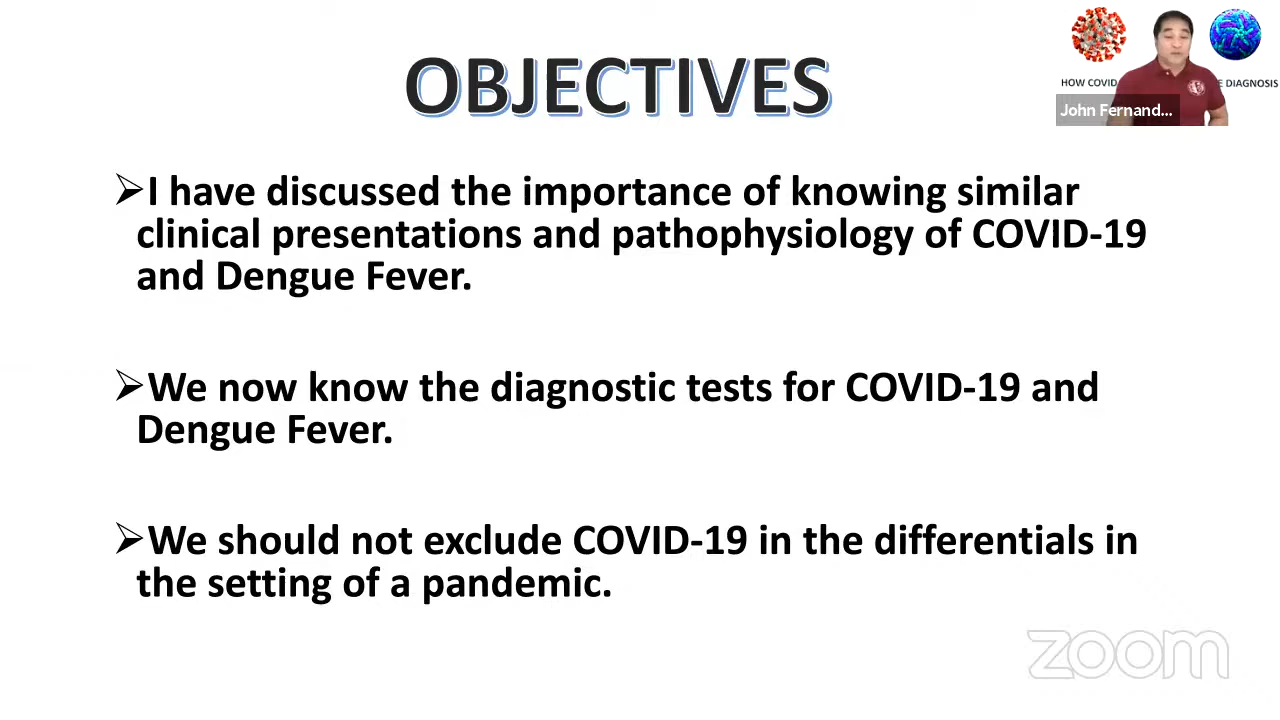 OBJECTIVES
HOW COVID
E DIAGNOSIS
John Fernand...
➢I have discussed the importance of knowing similar
clinical presentations and pathophysiology of COVID-19
and Dengue Fever.
➢We now know the diagnostic tests for COVID-19 and
Dengue Fever.
➢We should not exclude COVID-19 in the differentials in
the setting of a pandemic.
zoom